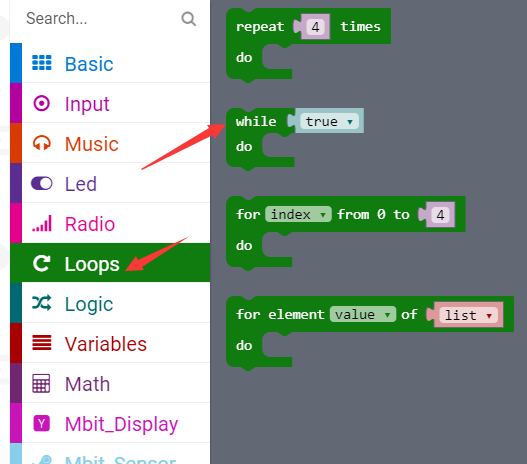 Search...
Basic
Input
Music
Led
Radio
Loops
Logic
Variables
Math
Mbit_Display
Mbit_Sensor
repeat 4 times
do
while true
do
for index from 0 to 4
do
for element value of list
do